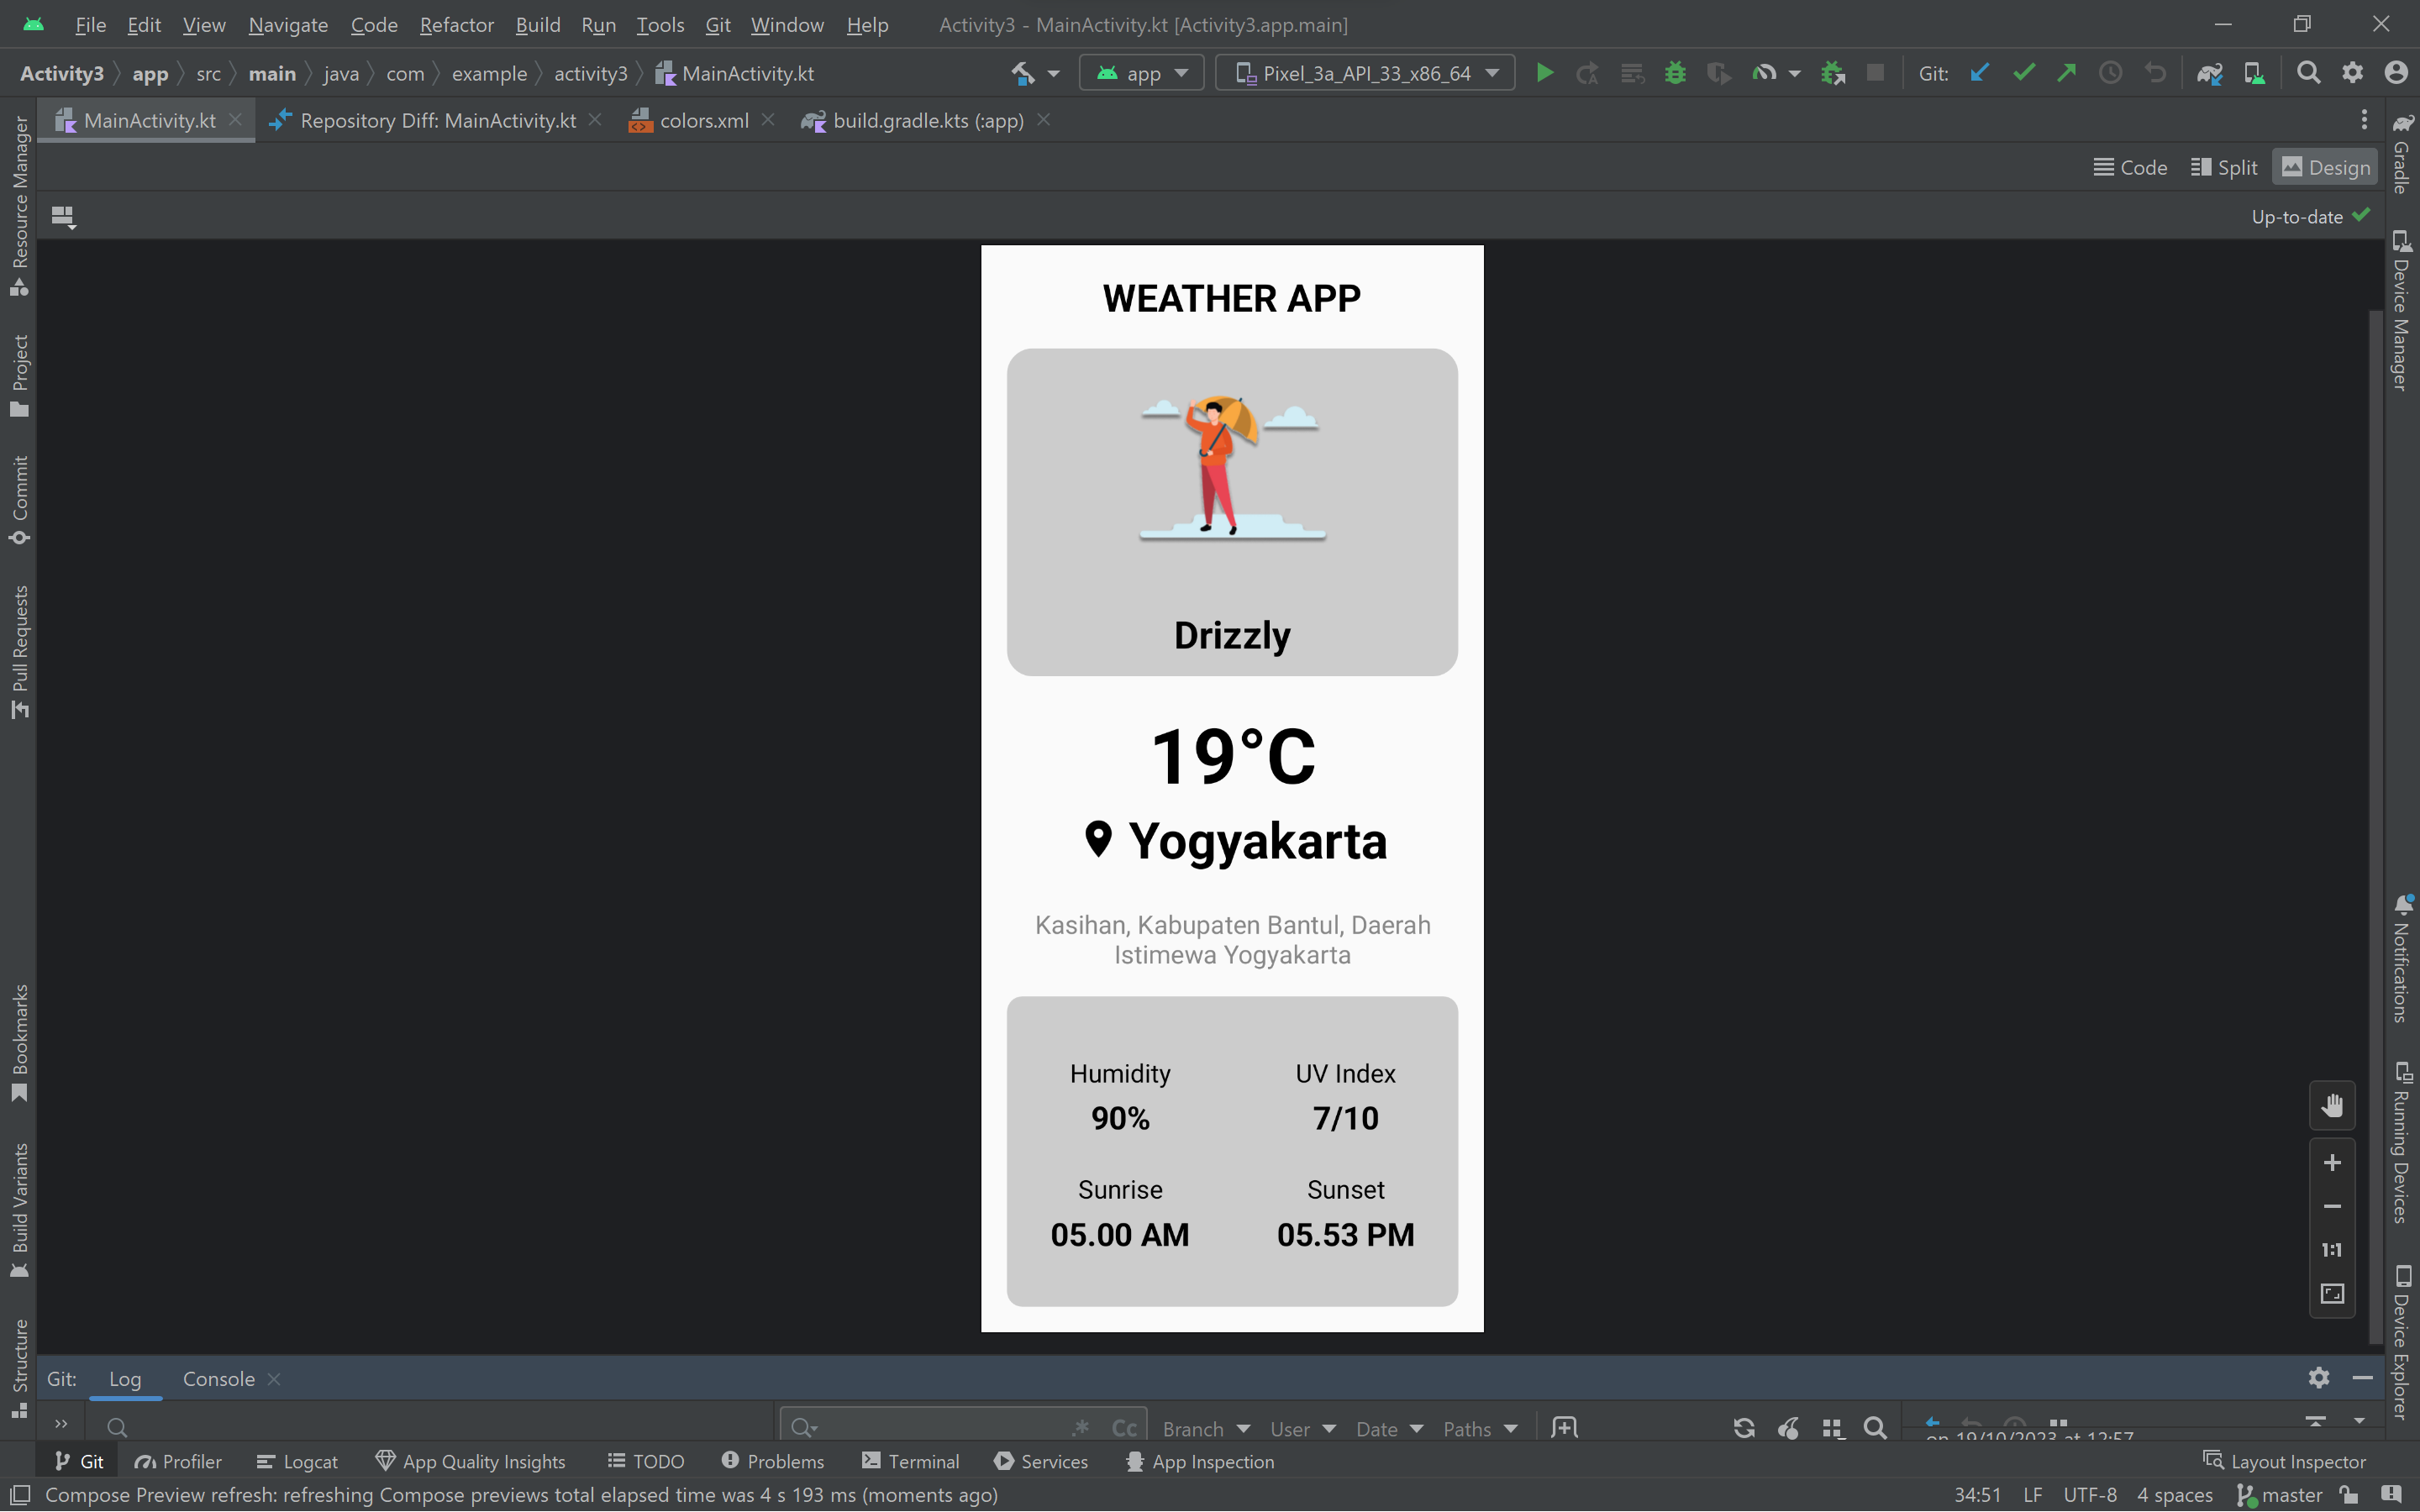 File Edit View Navigate Code Refactor Build Run Tools Git Window Help Activity3 - MainActivity.kt [Activity3.app.main]
Activity3 app src main java com example activity3 MainActivity.kt app Pixel_3a_API_33_x86_64 Git:
MainActivity.kt Repository Diff: MainActivity.kt colors.xml build.gradle.kts (:app)
Code Split Design
Up-to-date
Resource Manager
Project
Commit
Pull Requests
Bookmarks
Build Variants
Structure
WEATHER APP
Drizzly
19°C
Yogyakarta
Kasihan, Kabupaten Bantul, Daerah
Istimewa Yogyakarta
Humidity UV Index
90% 7/10
Sunrise Sunset
05.00 AM 05.53 PM
Gradle
Device Manager
Notifications
Running Devices
Device Explorer
1:1
Git: Log Console
.* Cc Branch User Date Paths
on 19/10/2023 at 12:57
Git Profiler Logcat App Quality Insights TODO Problems Terminal Services App Inspection Layout Inspector
Compose Preview refresh: refreshing Compose previews total elapsed time was 4 s 193 ms (moments ago) 34:51 LF UTF-8 4 spaces master